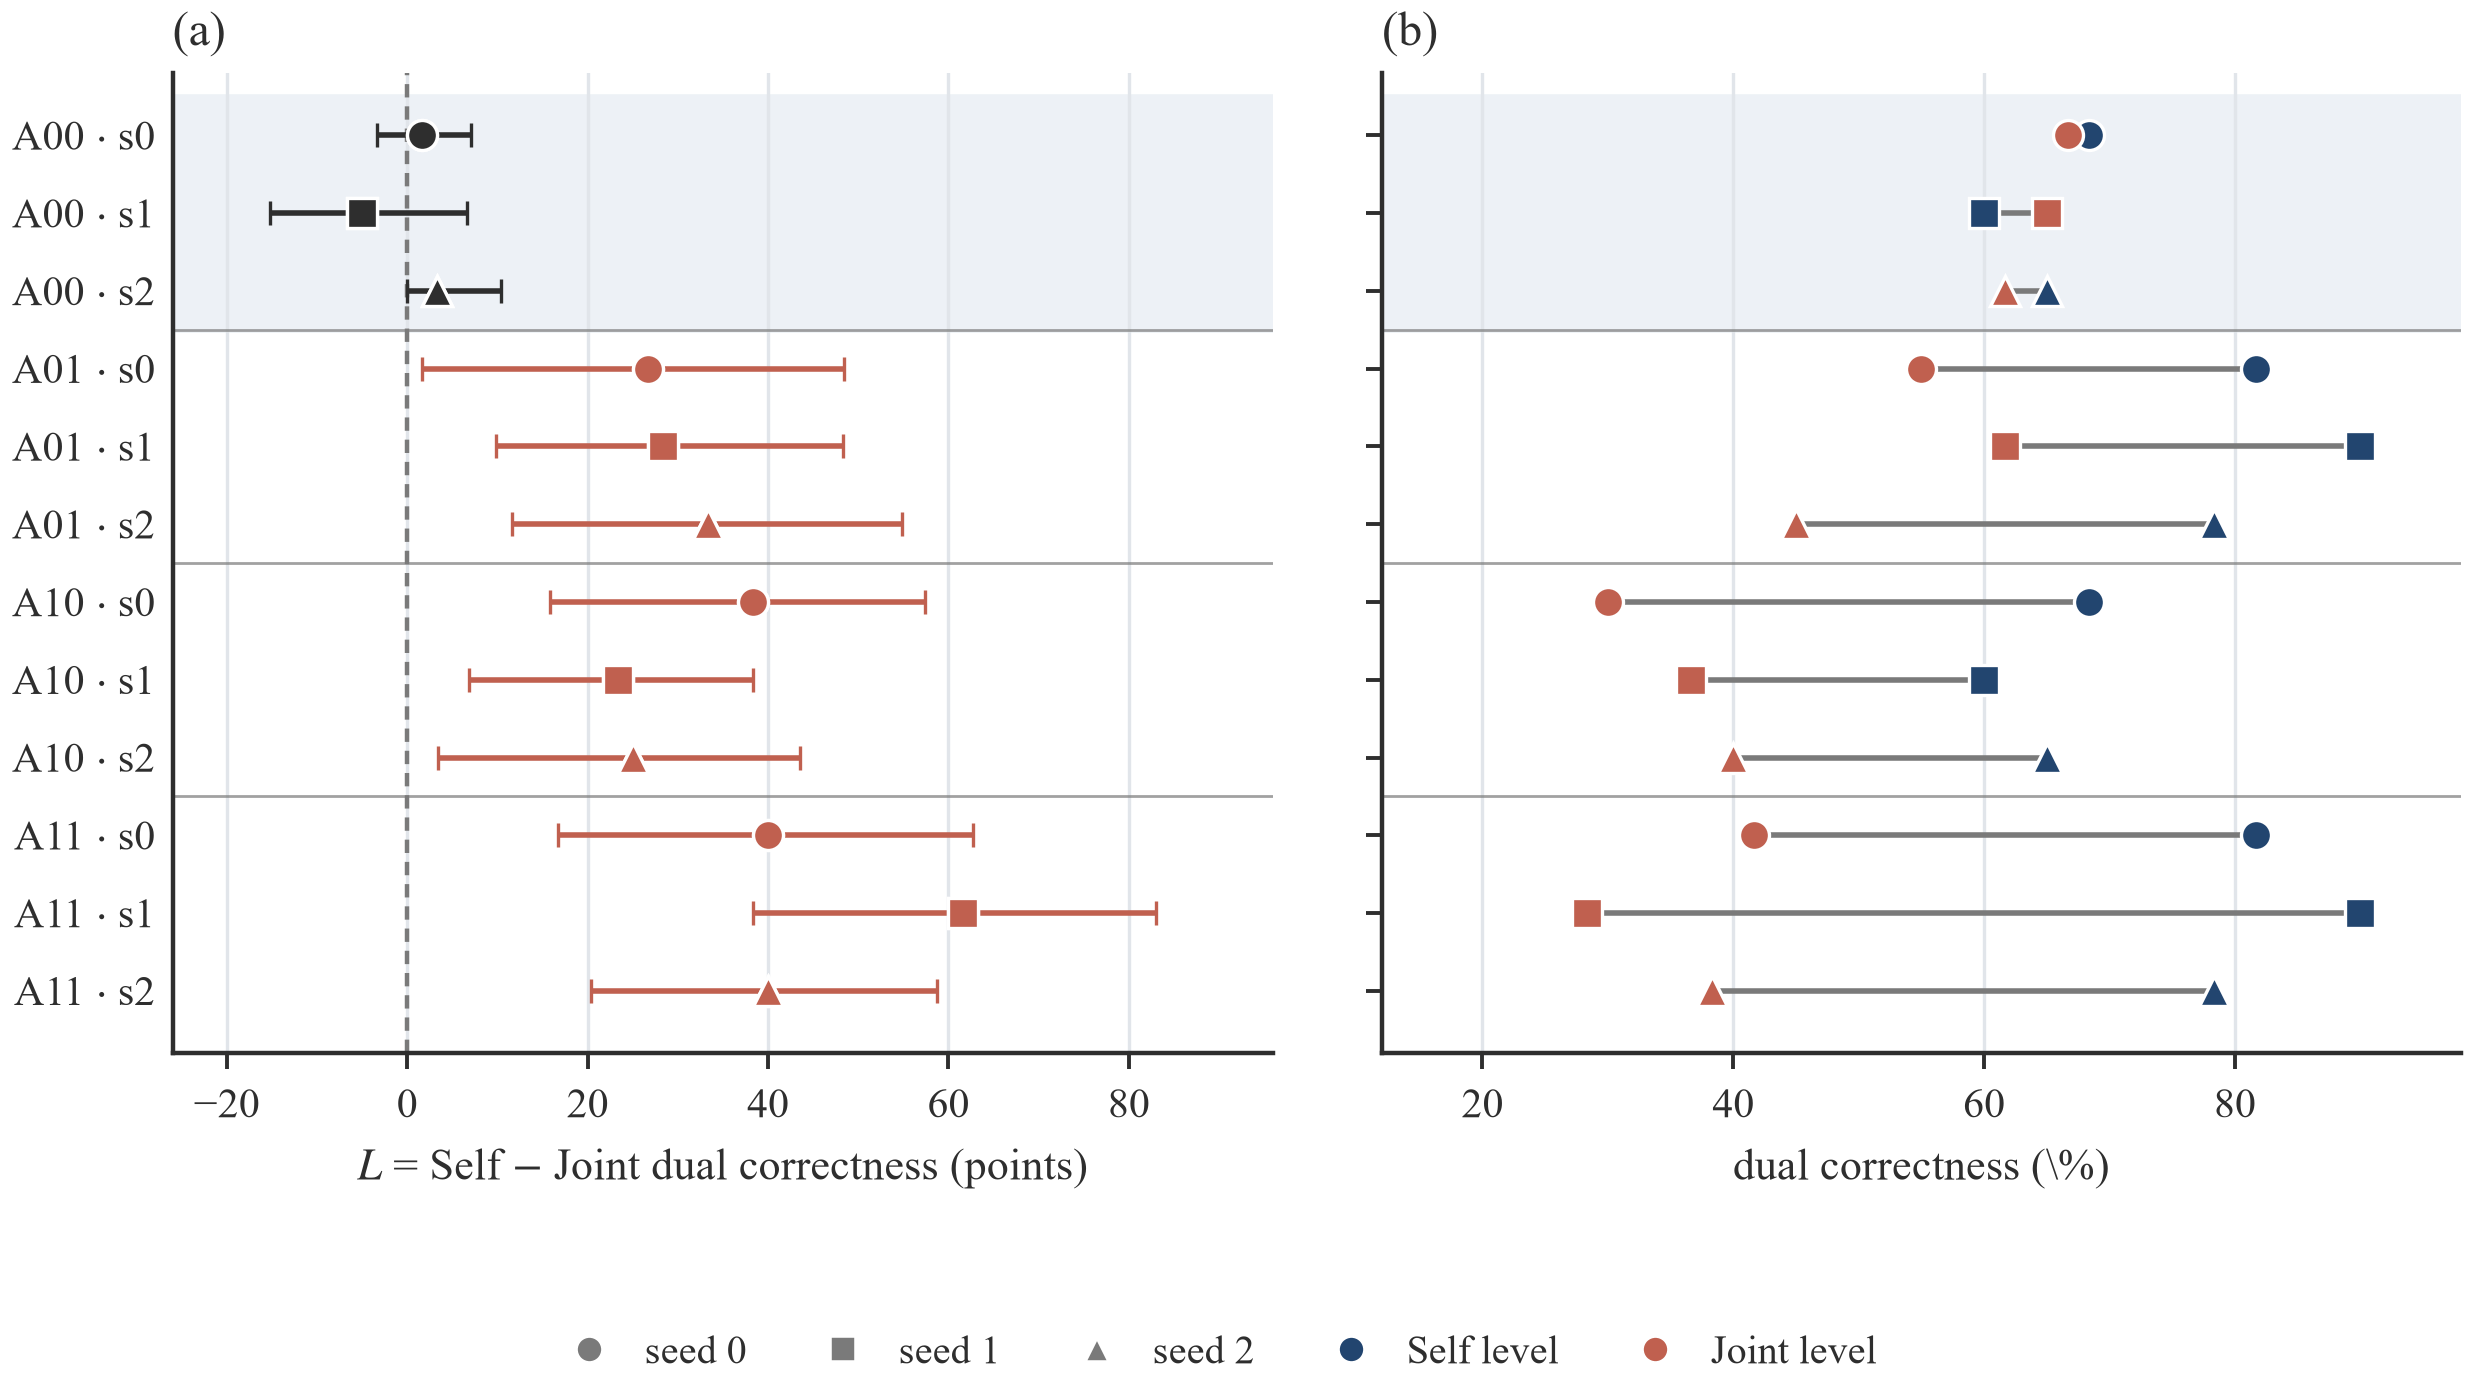 (a)
(b)
A00 · s0
A00 · s1
A00 · s2
A01 · s0
A01 · s1
A01 · s2
A10 · s0
A10 · s1
A10 · s2
A11 · s0
A11 · s1
A11 · s2
−20 0 20 40 60 80
L = Self − Joint dual correctness (points)
20 40 60 80
dual correctness (\%)
seed 0 seed 1 seed 2 Self level Joint level